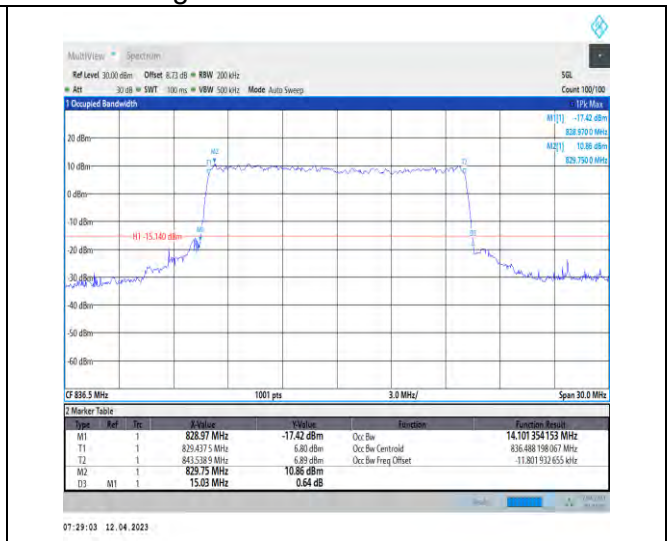 MultiView Spectrum
Ref Level 30.00 dBm Offset 8.73 dB RBW 200 kHz SGL
Att 30 dB SWT 100 ms VBW 500 kHz Mode Auto Sweep Count 100/100
1 Occupied Bandwidth 1Pk Max
M1[1] -17.42 dBm
828.970 0 MHz
20 dBm
M2[1] 10.86 dBm
829.750 0 MHz
M2
T1 T2
10 dBm
0 dBm
-10 dBm
M1 D3
H1 -15.140 dBm
-20 dBm
-30 dBm
-40 dBm
-50 dBm
-60 dBm
CF 836.5 MHz 1001 pts 3.0 MHz/ Span 30.0 MHz
2 Marker Table
Type Ref Trc X-Value Y-Value Function Function Result
M1 1 828.97 MHz -17.42 dBm Occ Bw 14.101 354 153 MHz
T1 1 829.437 5 MHz 6.80 dBm Occ Bw Centroid 836.488 198 067 MHz
T2 1 843.538 9 MHz 6.89 dBm Occ Bw Freq Offset -11.801 932 655 kHz
M2 1 829.75 MHz 10.86 dBm
D3 M1 1 15.03 MHz 0.64 dB
07:29:03 12.04.2023